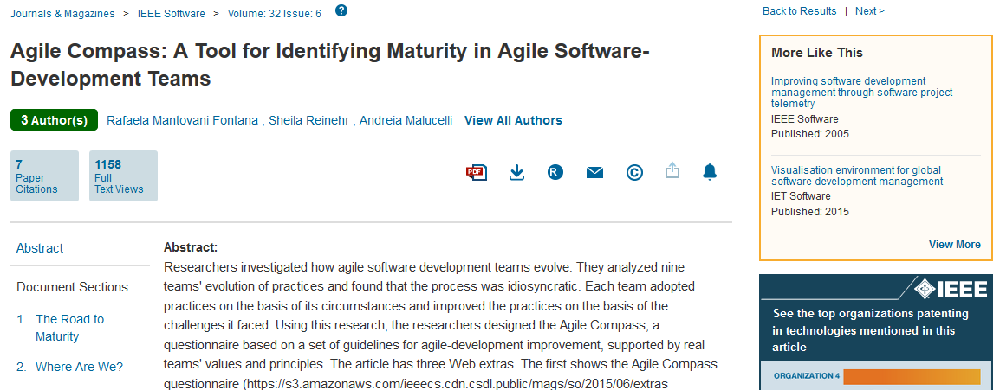 Journals & Magazines > IEEE Software > Volume: 32 Issue: 6 ?
Agile Compass: A Tool for Identifying Maturity in Agile Software-
Development Teams
3 Author(s) Rafaela Mantovani Fontana ; Sheila Reinehr ; Andreia Malucelli View All Authors
7
Paper
Citations
1158
Full
Text Views
PDF
R
©
Abstract
Document Sections
1. The Road to
Maturity
2. Where Are We?
Abstract:
Researchers investigated how agile software development teams evolve. They analyzed nine
teams' evolution of practices and found that the process was idiosyncratic. Each team adopted
practices on the basis of its circumstances and improved the practices on the basis of the
challenges it faced. Using this research, the researchers designed the Agile Compass, a
questionnaire based on a set of guidelines for agile-development improvement, supported by real
teams' values and principles. The article has three Web extras. The first shows the Agile Compass
questionnaire (https://s3.amazonaws.com/ieeecs.cdn.csdl.public/mags/so/2015/06/extras
Back to Results | Next >
More Like This
Improving software development
management through software project
telemetry
IEEE Software
Published: 2005
Visualisation environment for global
software development management
IET Software
Published: 2015
View More
IEEE
See the top organizations patenting
in technologies mentioned in this
article
ORGANIZATION 4